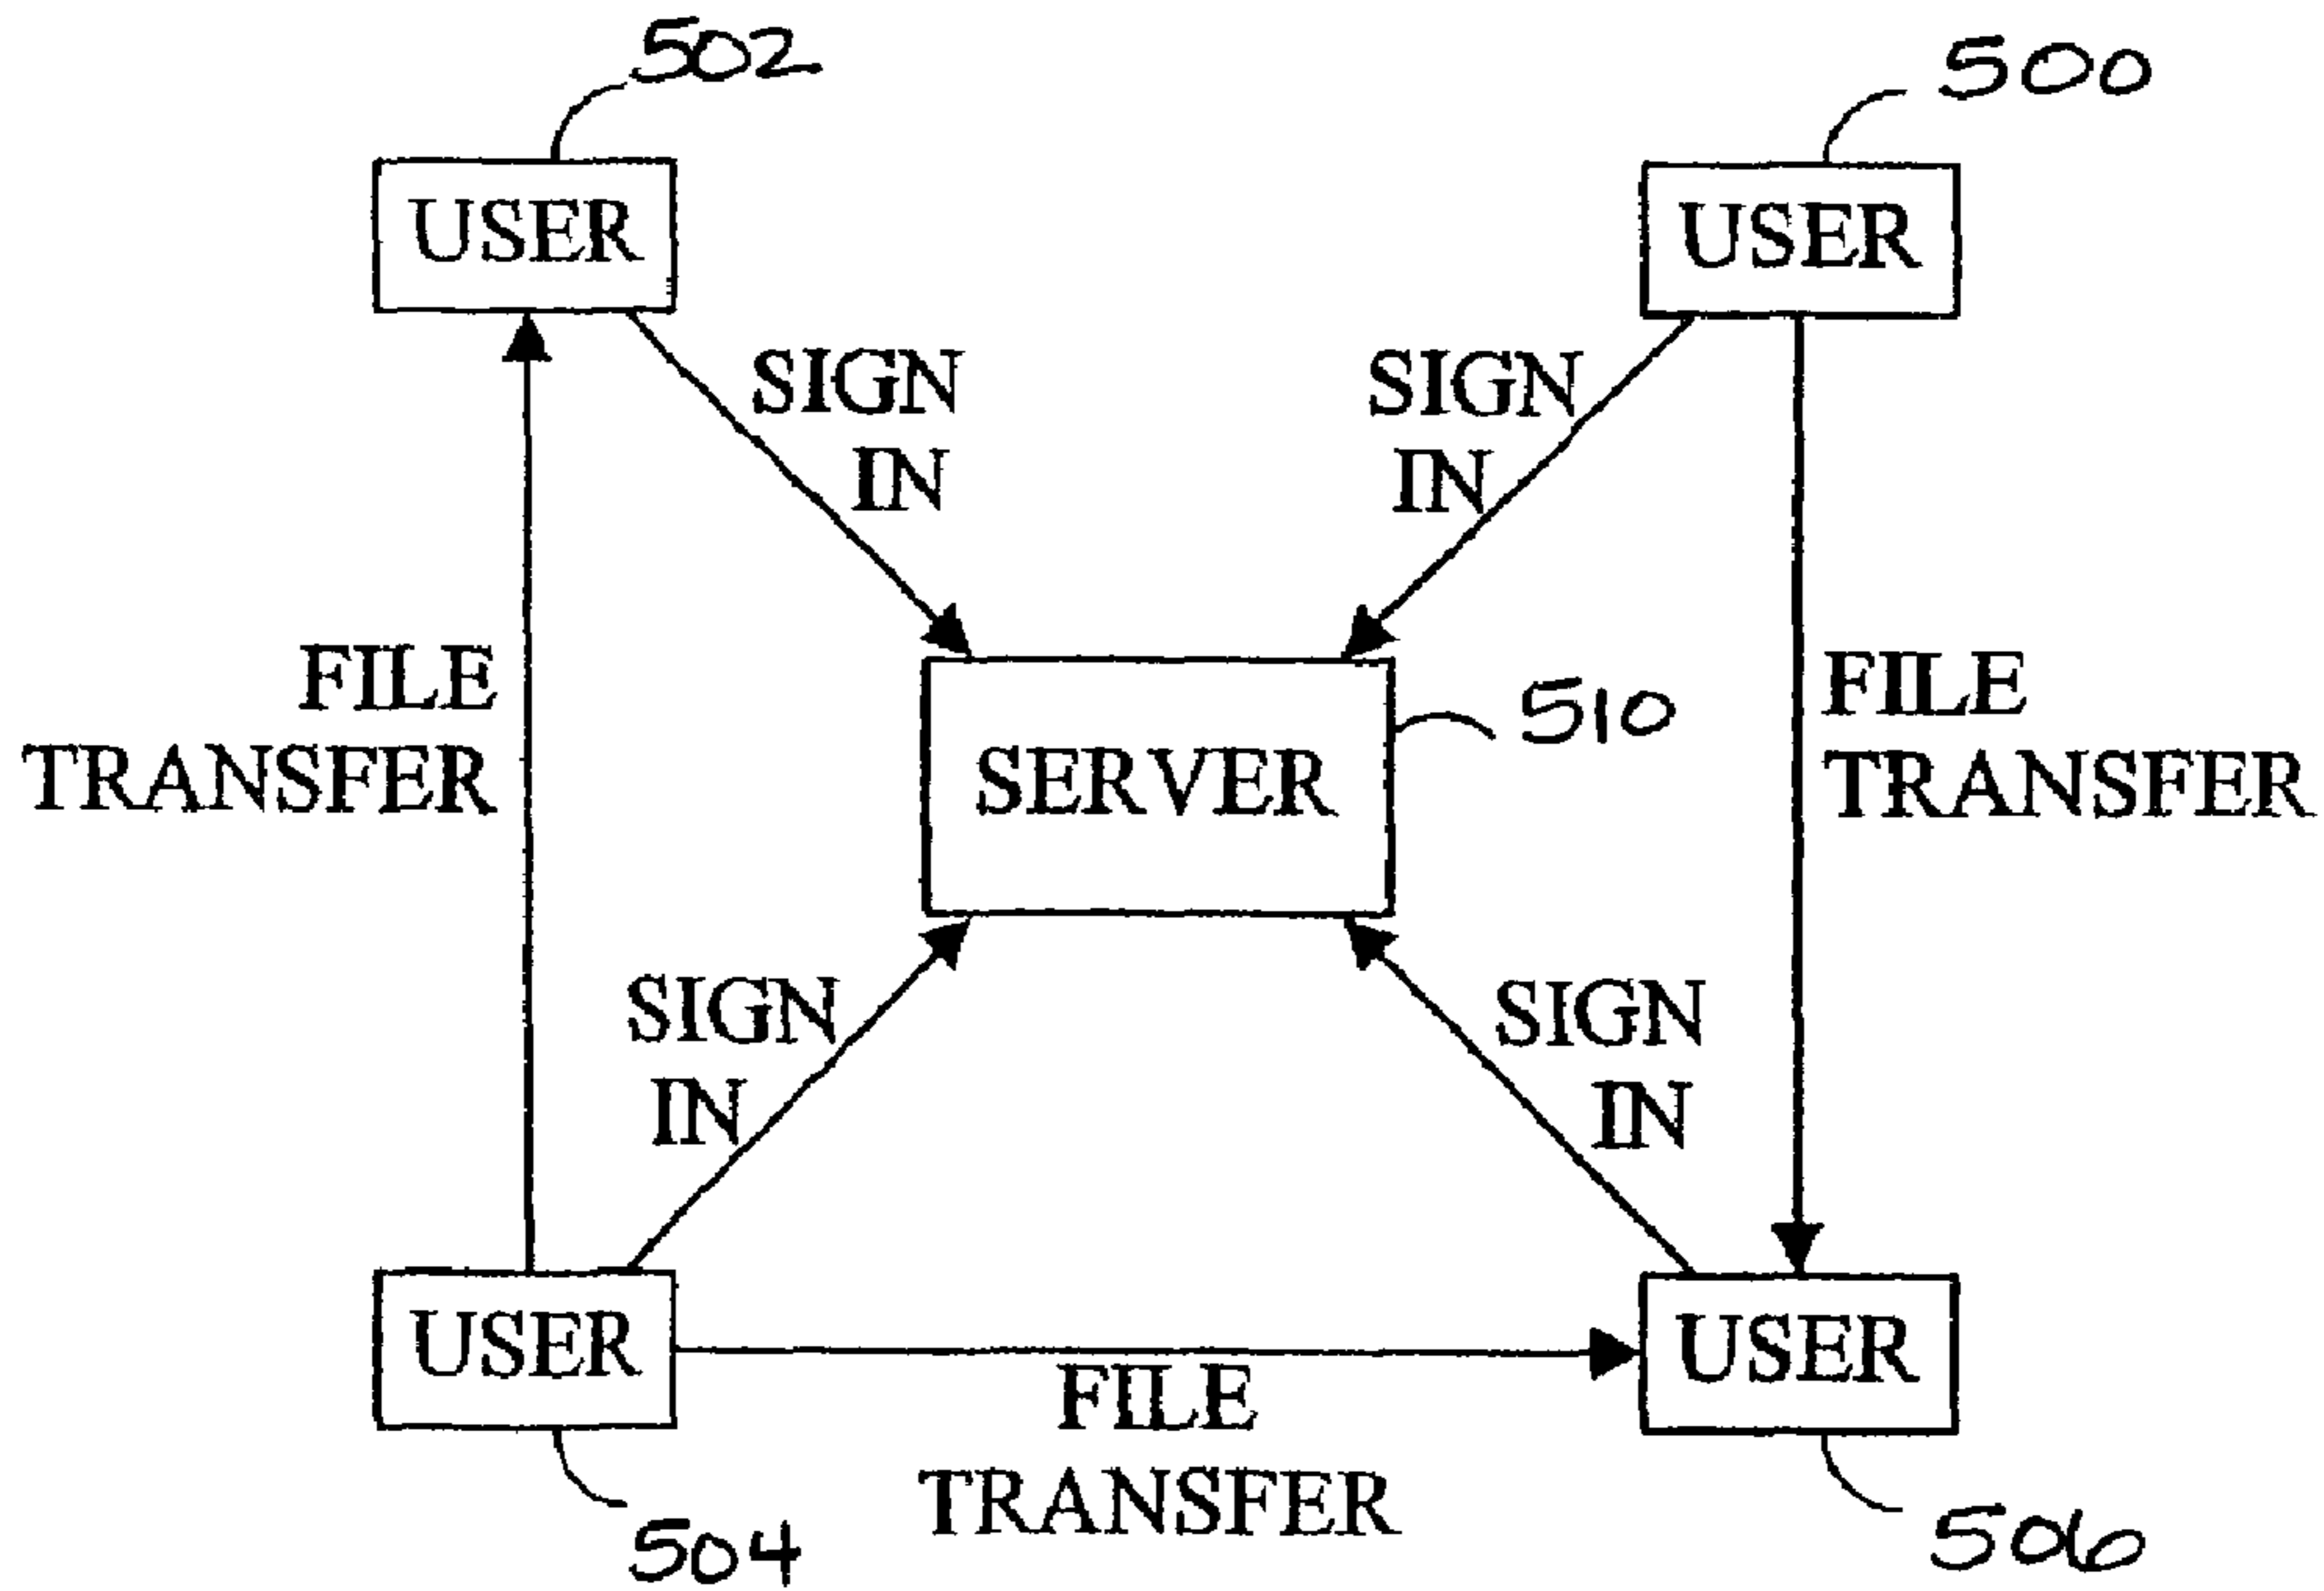 502
500
USER
USER
SIGN
IN
SIGN
IN
FILE
TRANSFER
510
SERVER
FILE
TRANSFER
SIGN
IN
SIGN
IN
USER
USER
FILE
TRANSFER
504
506